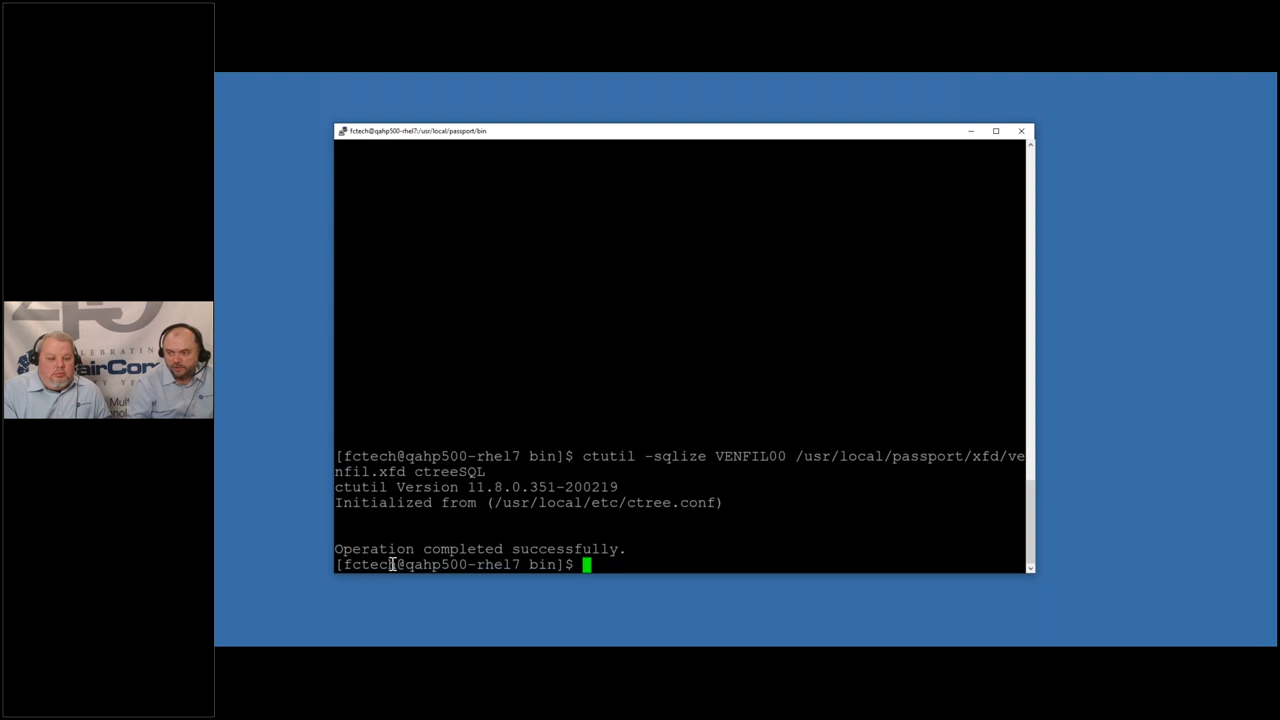 fctech@qahp500-rhel7:/usr/local/passport/bin
[fctech@qahp500-rhel7 bin]$ ctutil -sqlize VENFIL00 /usr/local/passport/xfd/ve
nfil.xfd ctreeSQL
ctutil Version 11.8.0.351-200219
Initialized from (/usr/local/etc/ctree.conf)
Operation completed successfully.
[fctech@qahp500-rhel7 bin]$